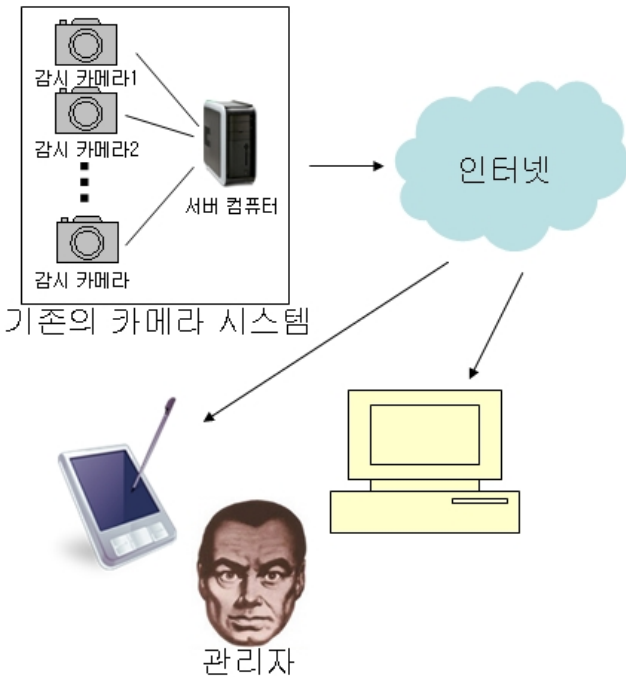 감시 카메라1
감시 카메라2
감시 카메라
서버 컴퓨터
인터넷
기존의 카메라 시스템
관리자